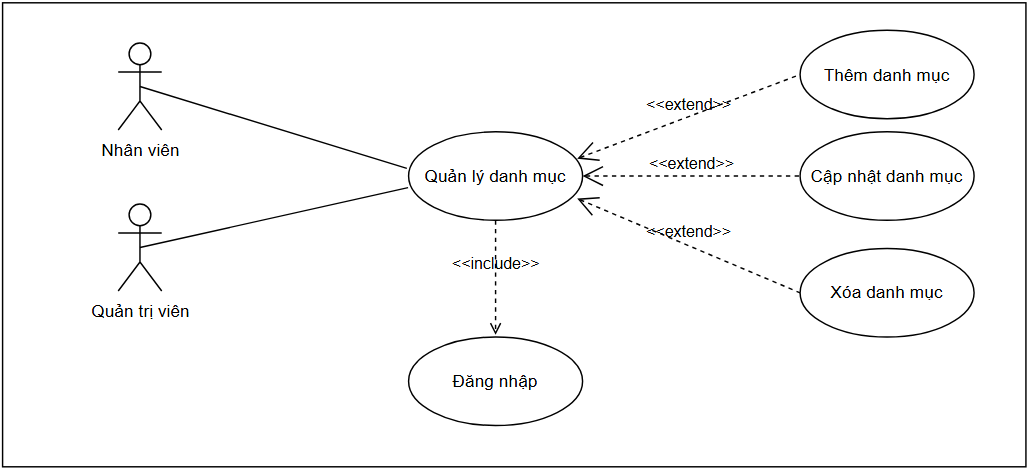 Nhân viên
Quản trị viên
Quản lý danh mục
<<include>>
Đăng nhập
<<extend>>
Thêm danh mục
<<extend>>
Cập nhật danh mục
<<extend>>
Xóa danh mục